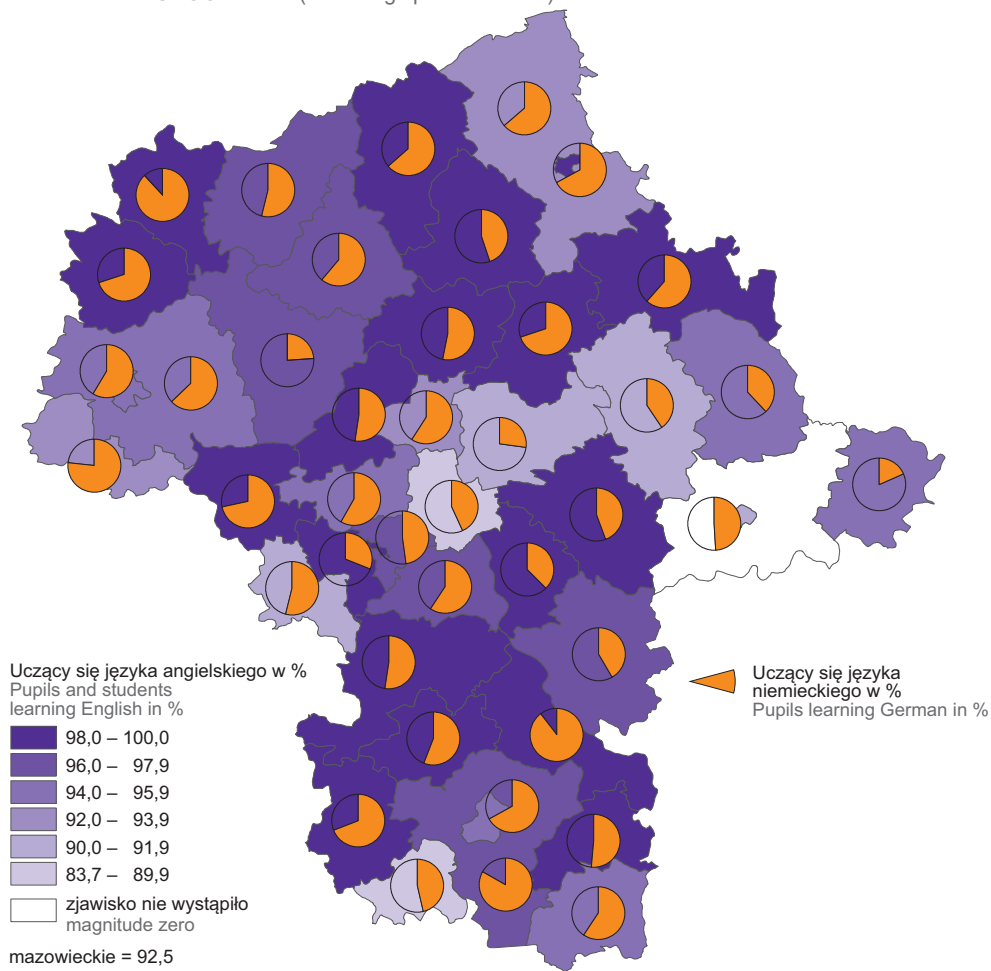 Uczący się języka angielskiego w %
Pupils and students
learning English in %
98,0 – 100,0
96,0 – 97,9
94,0 – 95,9
92,0 – 93,9
90,0 – 91,9
83,7 – 89,9
zjawisko nie wystąpiło
magnitude zero
mazowieckie = 92,5
Uczący się języka
niemieckiego w %
Pupils learning German in %